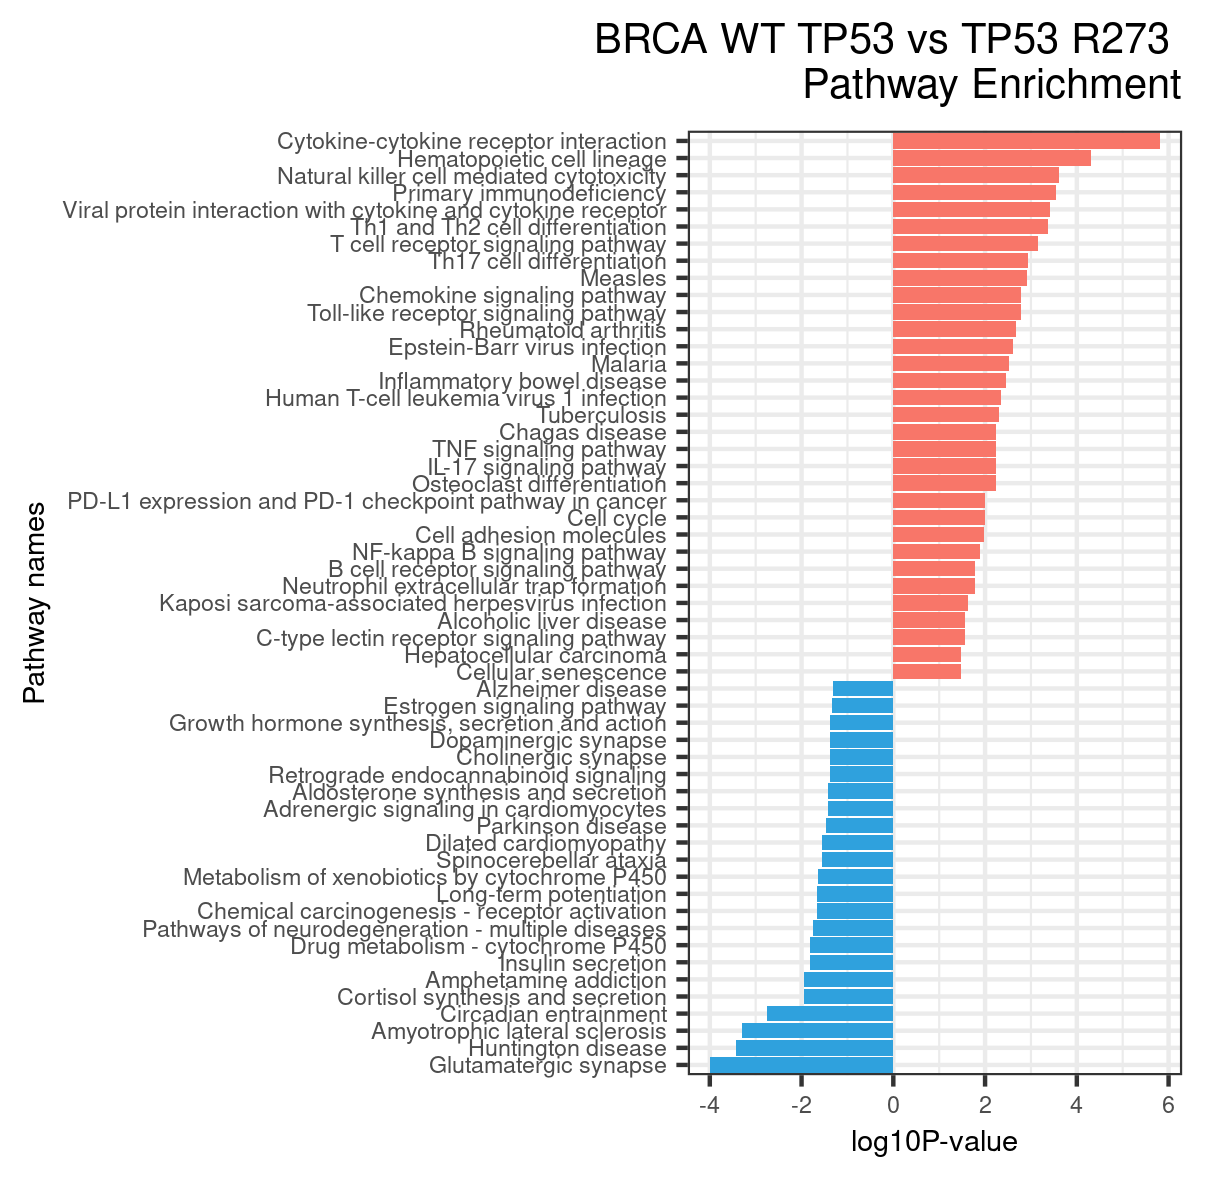 BRCA WT TP53 vs TP53 R273
Pathway Enrichment
Pathway names
Cytokine-cytokine receptor interaction
Hematopoietic cell lineage
Natural killer cell mediated cytotoxicity
Primary immunodeficiency
Viral protein interaction with cytokine and cytokine receptor
Th1 and Th2 cell differentiation
T cell receptor signaling pathway
Th17 cell differentiation
Measles
Chemokine signaling pathway
Toll-like receptor signaling pathway
Rheumatoid arthritis
Epstein-Barr virus infection
Malaria
Inflammatory bowel disease
Human T-cell leukemia virus 1 infection
Tuberculosis
Chagas disease
TNF signaling pathway
IL-17 signaling pathway
Osteoclast differentiation
PD-L1 expression and PD-1 checkpoint pathway in cancer
Cell cycle
Cell adhesion molecules
NF-kappa B signaling pathway
B cell receptor signaling pathway
Neutrophil extracellular trap formation
Kaposi sarcoma-associated herpesvirus infection
Alcoholic liver disease
C-type lectin receptor signaling pathway
Hepatocellular carcinoma
Cellular senescence
Alzheimer disease
Estrogen signaling pathway
Growth hormone synthesis, secretion and action
Dopaminergic synapse
Cholinergic synapse
Retrograde endocannabinoid signaling
Aldosterone synthesis and secretion
Adrenergic signaling in cardiomyocytes
Parkinson disease
Dilated cardiomyopathy
Spinocerebellar ataxia
Metabolism of xenobiotics by cytochrome P450
Long-term potentiation
Chemical carcinogenesis - receptor activation
Pathways of neurodegeneration - multiple diseases
Drug metabolism - cytochrome P450
Insulin secretion
Amphetamine addiction
Cortisol synthesis and secretion
Circadian entrainment
Amyotrophic lateral sclerosis
Huntington disease
Glutamatergic synapse
-4 -2 0 2 4 6
log10P-value